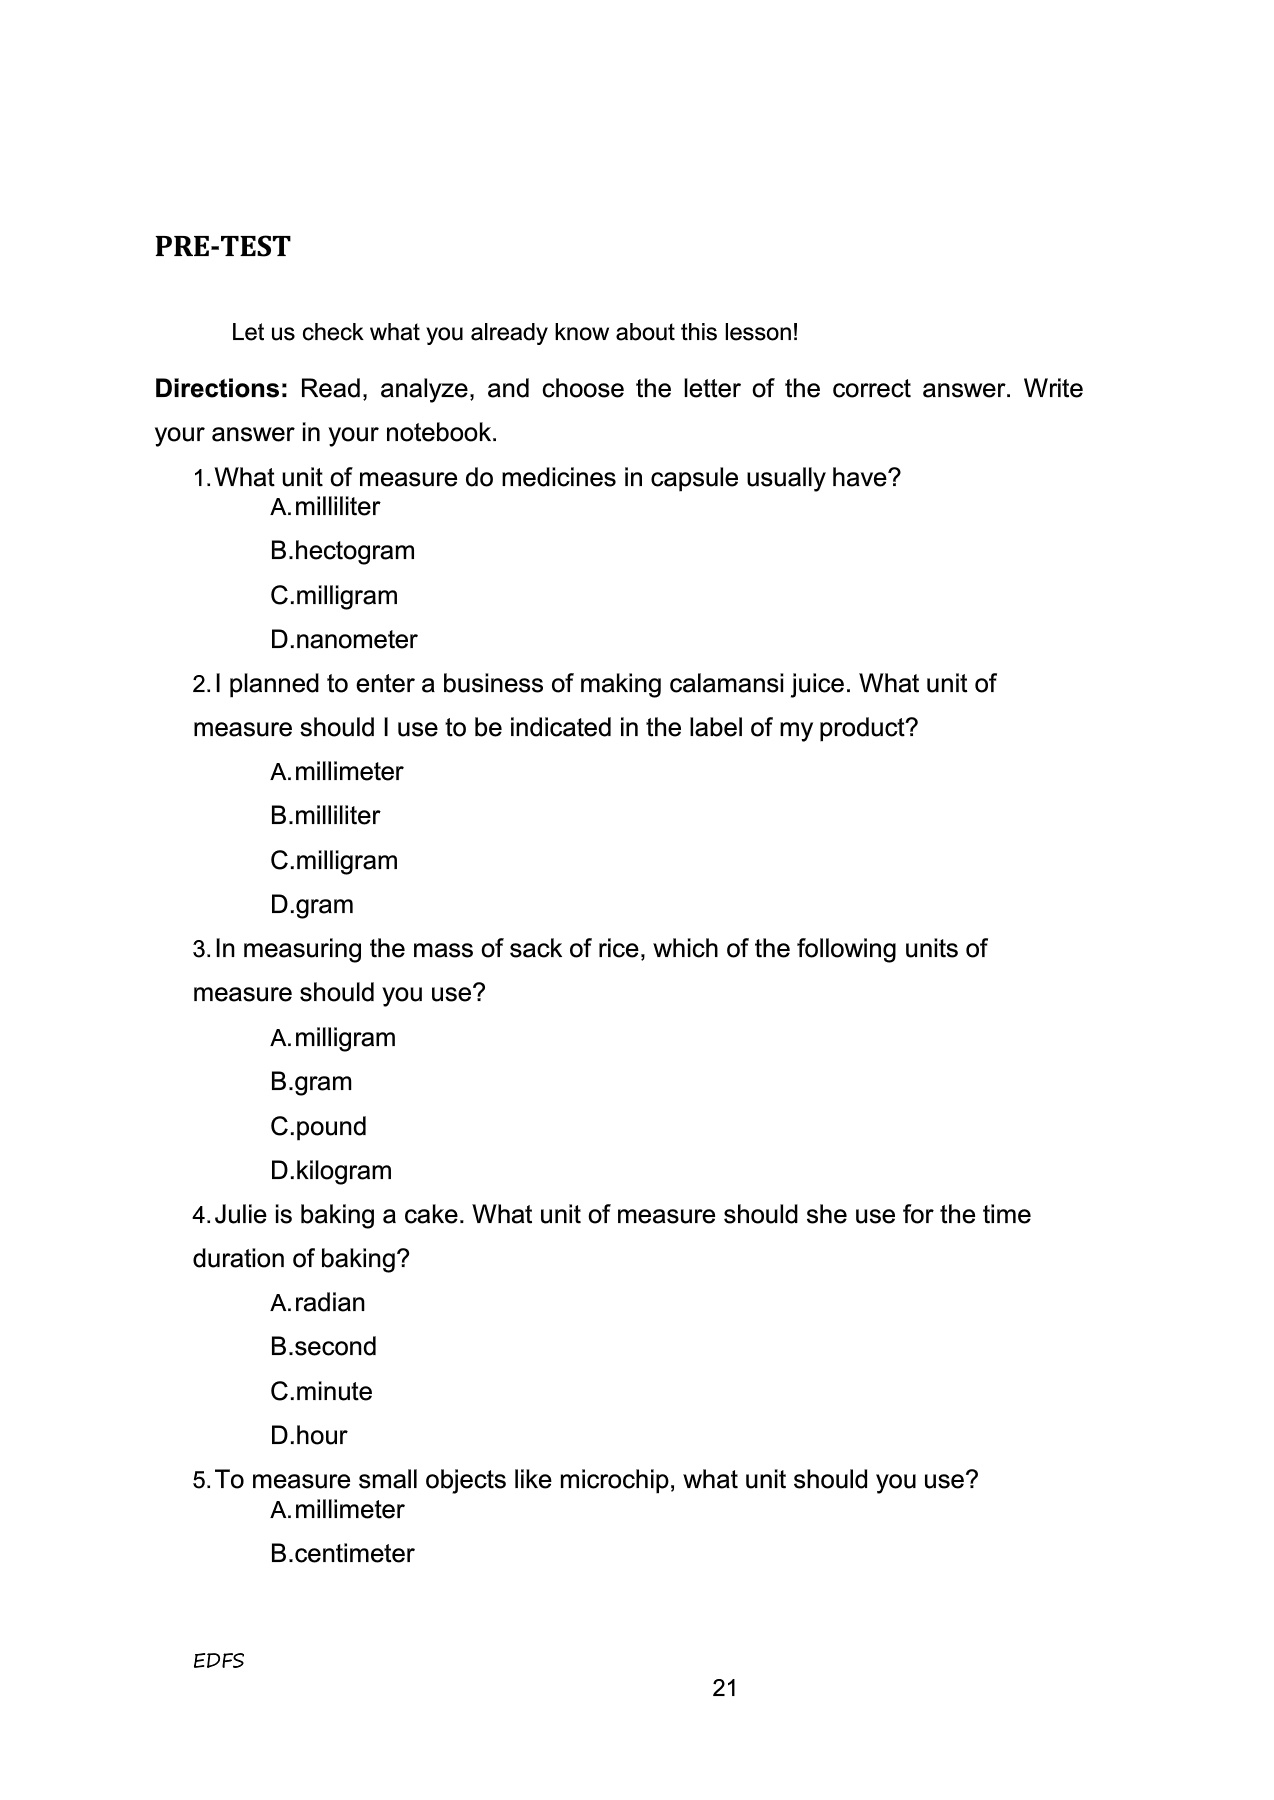 PRE-TEST
Let us check what you already know about this lesson!
Directions: Read, analyze, and choose the letter of the correct answer. Write
your answer in your notebook.
1. What unit of measure do medicines in capsule usually have?
A. milliliter
B.hectogram
C.milligram
D.nanometer
2. I planned to enter a business of making calamansi juice. What unit of
measure should I use to be indicated in the label of my product?
A. millimeter
B.milliliter
C.milligram
D.gram
3. In measuring the mass of sack of rice, which of the following units of
measure should you use?
A. milligram
B.gram
C.pound
D.kilogram
4. Julie is baking a cake. What unit of measure should she use for the time
duration of baking?
A. radian
B.second
C.minute
D.hour
5. To measure small objects like microchip, what unit should you use?
A. millimeter
B.centimeter
EDFS
21